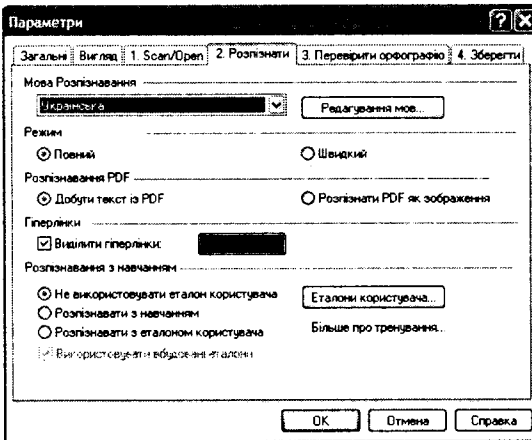 Параметри
Загальні Вигляд 1. Scan/Open 2. Розпізнати 3. Перевірити орфографію 4. Зберегти
Мова Розпізнавання
Українська
Редагування мов...
Режим
Повний Швидкий
Розпізнавання PDF
Добути текст із PDF Розпізнати PDF як зображення
Гіперлінки
Виділити гіперлінки:
Розпізнавання з навчанням
Не використовувати еталон користувача Еталони користувача...
Розпізнавати з навчанням Більше про тренування...
Розпізнавати з еталоном користувача
Використовувати вбудовані еталони
OK Отмена Справка